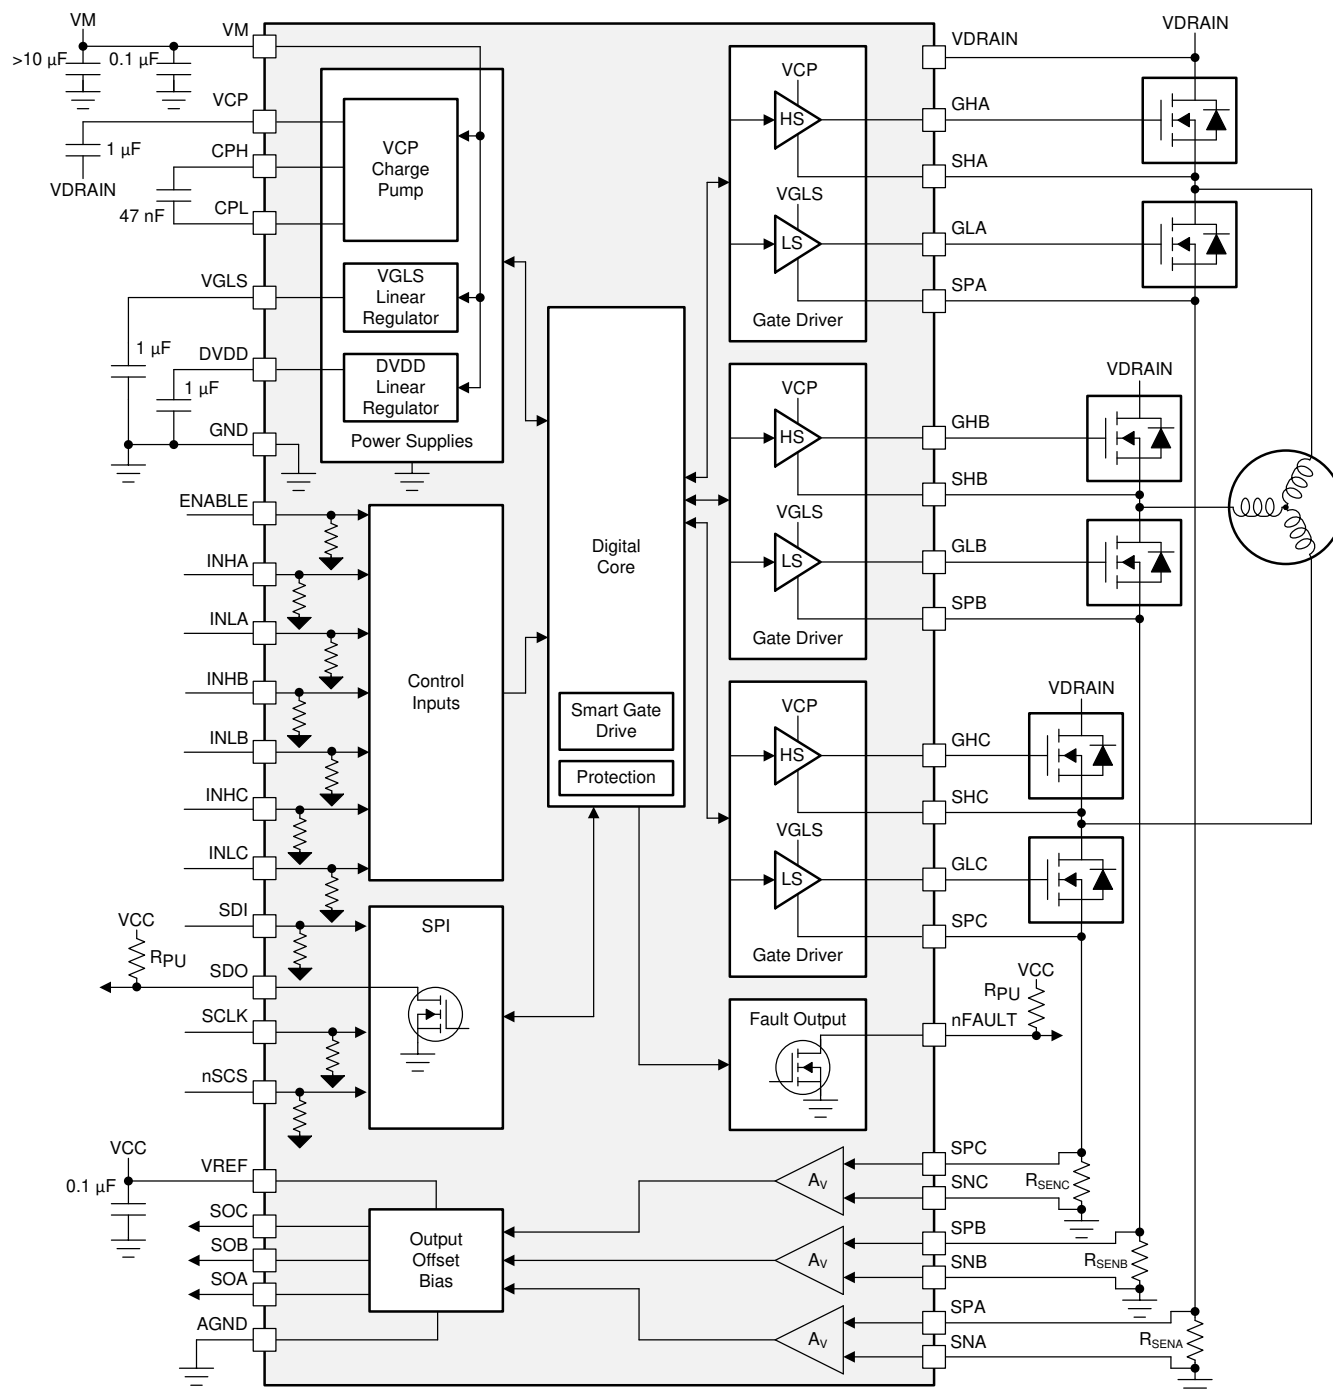 VM
VM
>10 µF
0.1 µF
VCP
1 µF
VDRAIN
CPH
47 nF
CPL
VGLS
1 µF
DVDD
1 µF
GND
VCP
Charge
Pump
VGLS
Linear
Regulator
DVDD
Linear
Regulator
Power Supplies
ENABLE
INHA
INLA
INHB
INLB
INHC
INLC
Control
Inputs
SDI
VCC
RPU
SDO
SCLK
nSCS
SPI
VCC
0.1 µF
VREF
SOC
SOB
SOA
AGND
Output
Offset
Bias
Digital
Core
Smart Gate
Drive
Protection
VCP
HS
VGLS
LS
Gate Driver
VCP
HS
VGLS
LS
Gate Driver
VCP
HS
VGLS
LS
Gate Driver
Fault Output
AV
AV
AV
VDRAIN
VDRAIN
GHA
SHA
GLA
SPA
VDRAIN
GHB
SHB
GLB
SPB
VDRAIN
GHC
SHC
GLC
SPC
VCC
RPU
nFAULT
SPC
SNC
RSENC
SPB
SNB
RSENB
SPA
SNA
RSENA